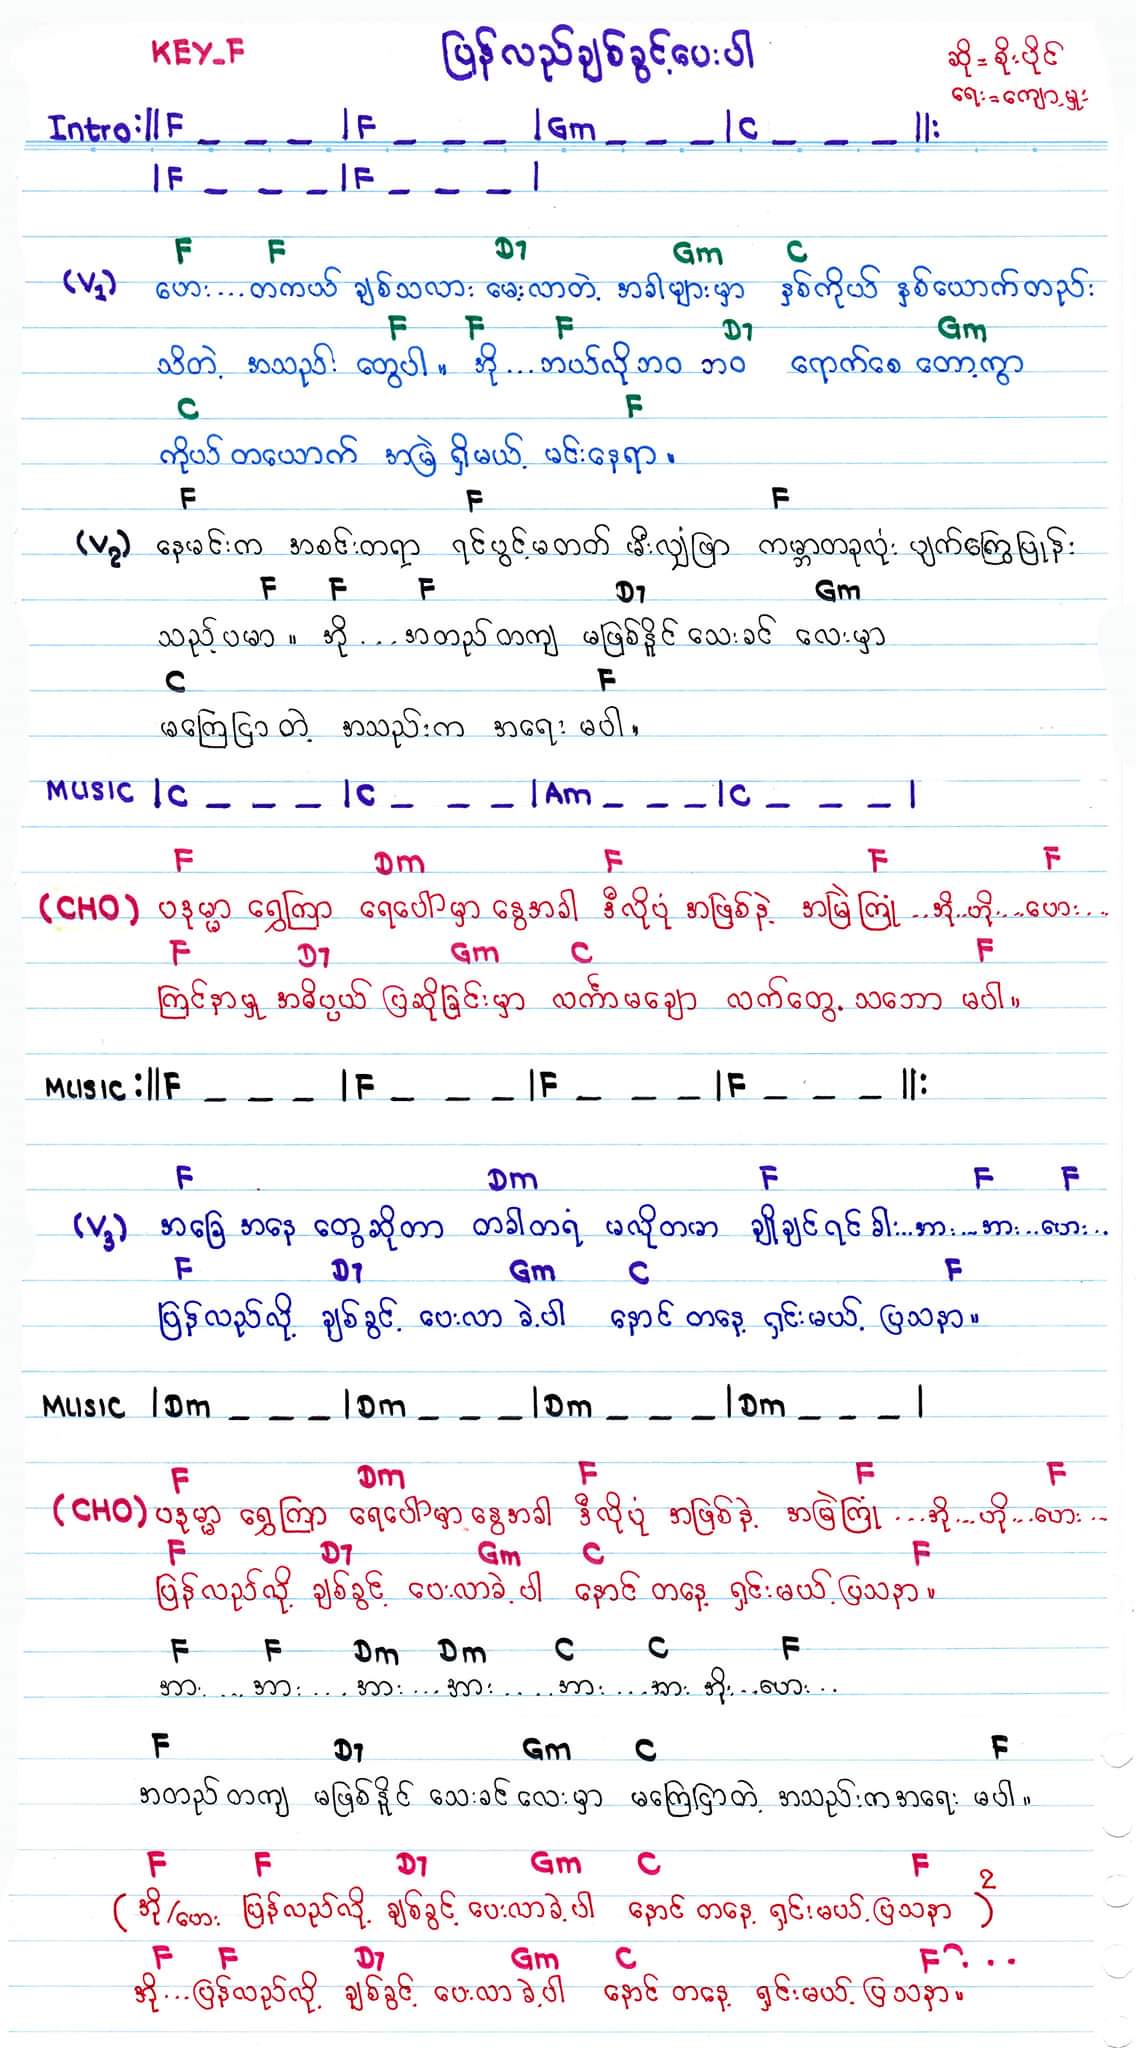 KEY_F ပြန်လည်ချစ်ခွင့်ပေးပါ ဆို=စိုးပိုင်
ရေး=ကျော့မှူး
Intro :||F _ _ _ |F _ _ _ |Gm _ _ _ |C _ _ _ ||:
|F _ _ _ |F _ _ _ |
F F D7 Gm C
(V1) ဟေး...တကယ် ချစ်သလား မေးလာတဲ့ အခါများမှာ နှစ်ကိုယ် နှစ်ယောက်တည်း
F F F D7 Gm
သိတဲ့ အသည်း တွေပါ။ အို...ဘယ်လိုဘဝ ဘဝ ရောက်စေ တော့ကွာ
C F
ကိုယ်တယောက် အမြဲ ရှိမယ့် မင်းနေရာ။
F F F
(V2) နေမင်းက အစင်းတရာ ရင်ဖွင့်မတတ် မီးလျှံဖြာ ကမ္ဘာတခုလုံး ပျက်ကြွေပြုန်း
F F F D7 Gm
သည့်ပမာ။ အို...အတည်တကျ မဖြစ်နိုင် သေးခင် လေးမှာ
C F
မကြေငြာတဲ့ အသည်းက အရေး မပါ။
MUSIC |C _ _ _ |C _ _ _ |Am _ _ _ |C _ _ _ |
F Dm F F F
(CHO) ပဒုမ္မာ ရွှေကြာ ရေပေါ်မှာ နွေအခါ ဒီလိုပုံ အဖြစ်နဲ့ အမြဲကြုံ ..အို..ဟို...ဟေး...
F D7 Gm C F
ကြင်နာမှု အဓိပ္ပယ် ပြဆိုခြင်းမှာ လင်္ကာမချော လက်တွေ့ သဘော မပါ။
MUSIC :||F _ _ _ |F _ _ _ |F _ _ _ |F _ _ _ ||:
F Dm F F F
(V3) အခြေ အနေ တွေဆိုတာ တခါတရံ မလိုတမာ ချိုချင်ရင် ခါး...အား...အား..ဟေး..
F D7 Gm C F
ပြန်လည်လို့ ချစ်ခွင့် ပေးလာ ခဲ့ပါ နောင် တနေ့ ရှင်းမယ့် ပြသနာ။
MUSIC |Dm _ _ _ |Dm _ _ _ |Dm _ _ _ |Dm _ _ _ |
F Dm F F F
(CHO) ပဒုမ္မာ ရွှေကြာ ရေပေါ်မှာ နွေအခါ ဒီလိုပုံ အဖြစ်နဲ့ အမြဲကြုံ ...အို...ဟို...ဟေး...
F D7 Gm C F
ပြန်လည်လို့ ချစ်ခွင့် ပေးလာခဲ့ပါ နောင် တနေ့ ရှင်းမယ့်ပြသနာ။
F F Dm Dm C C F
အား...အား...အား...အား....အား...အား အိုး...ဟေး...
F D7 Gm C F
အတည်တကျ မဖြစ်နိုင် သေးခင်လေးမှာ မကြေငြာတဲ့ အသည်းကအရေး မပါ။
F F D7 Gm C F
(အို/ဟေး ပြန်လည်လို့ ချစ်ခွင့် ပေးလာခဲ့ပါ နောင် တနေ့ ရှင်းမယ့်ပြသနာ)2
F F D7 Gm C F...
အို...ပြန်လည်လို့ ချစ်ခွင့် ပေးလာခဲ့ပါ နောင် တနေ့ ရှင်းမယ့် ပြသနာ။